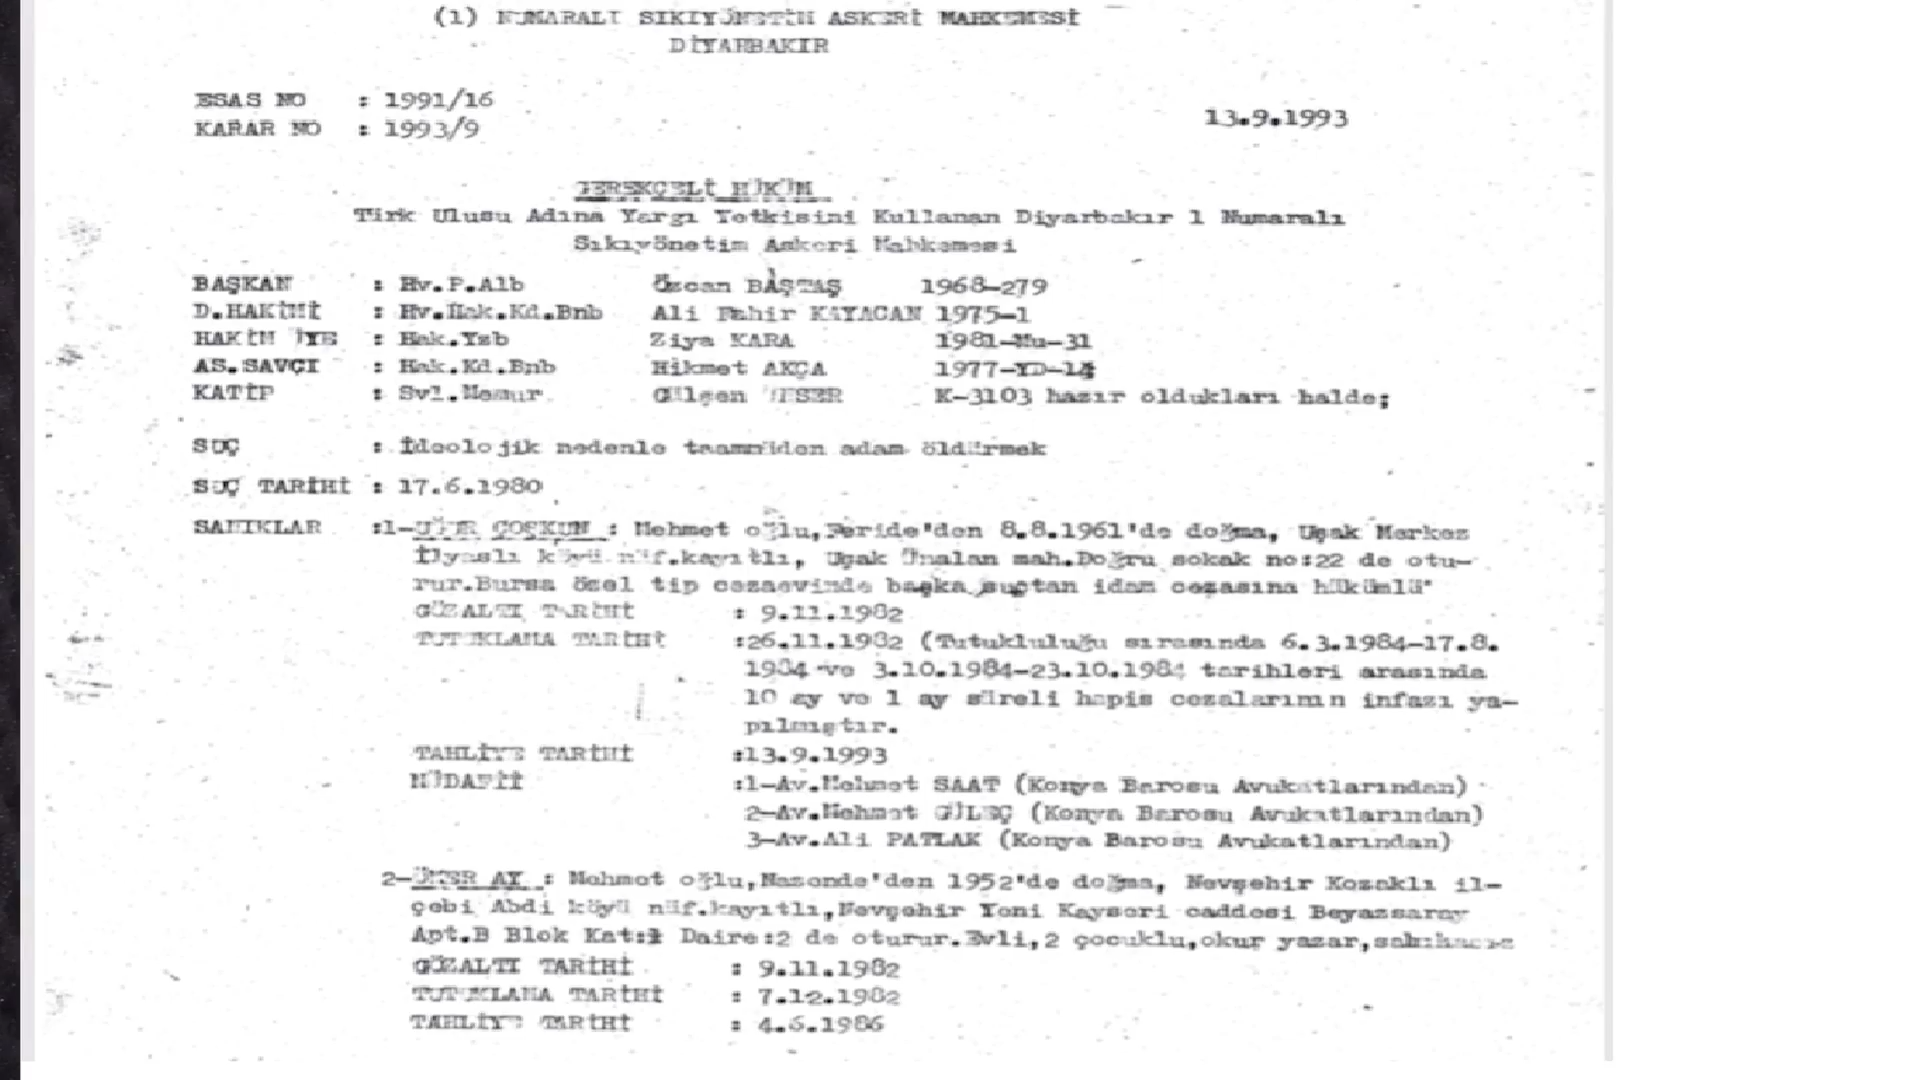 (1) NUMARALI SIKIYÖNETİM ASKERİ MAHKEMESİ
DİYARBAKIR
ESAS NO : 1991/16
KARAR NO : 1993/9
13.9.1993
GEREKÇELİ HÜKÜM
Türk Ulusu Adına Yargı Yetkisini Kullanan Diyarbakır 1 Numaralı
Sıkıyönetim Askeri Mahkemesi
BAŞKAN : Hv.P.Alb Özcan BAŞTAŞ 1968-279
D.HAKİMİ : Hv.Hak.Kd.Bnb Ali Fahir KAYACAN 1975-1
HAKİM ÜYE : Hak.Yzb Ziya KARA 1981-Mu-31
AS.SAVCI : Hak.Kd.Bnb Hikmet AKÇA 1977-YD-14
KATİP : Svl.Memur Gülşen K-3103 hazır oldukları halde;
SUÇ : İdeolojik nedenle taammüden adam öldürmek
SUÇ TARİHİ : 17.6.1980
SANIKLAR :1-UĞUR COŞKUN : Mehmet oğlu,Feride'den 8.8.1961'de doğma, Uşak Merkez
İlyaslı köyü nüf.kayıtlı, Uşak Ünalan mah.Doğru sokak no:22 de otu-
rur.Bursa özel tip cezaevinde başka suçtan idam cezasına hükümlü"
GÖZALTI TARİHİ : 9.11.1982
TUTUKLAMA TARİHİ :26.11.1982 (Tutukluluğu sırasında 6.3.1984-17.8.
1984 ve 3.10.1984-23.10.1984 tarihleri arasında
10 ay ve 1 ay süreli hapis cezalarının infazı ya-
pılmıştır.
TAHLİYE TARİHİ :13.9.1993
MÜDAFİİ :1-Av.Mehmet SAAT (Konya Barosu Avukatlarından)
2-Av.Mehmet GÜLEÇ (Konya Barosu Avukatlarından)
3-Av.Ali PATLAK (Konya Barosu Avukatlarından)
2- AY : Mehmet oğlu,Hasende'den 1952'de doğma, Nevşehir Kozaklı il-
çebi Abdi köyü nüf.kayıtlı,Nevşehir Yeni Kayseri caddesi Beyazsaray
Apt.B Blok Kat:1 Daire:2 de oturur.Evli,2 çocuklu,okur yazar,sabıkasız
GÖZALTI TARİHİ : 9.11.1982
TUTUKLAMA TARİHİ : 7.12.1982
TAHLİYE TARİHİ : 4.6.1986